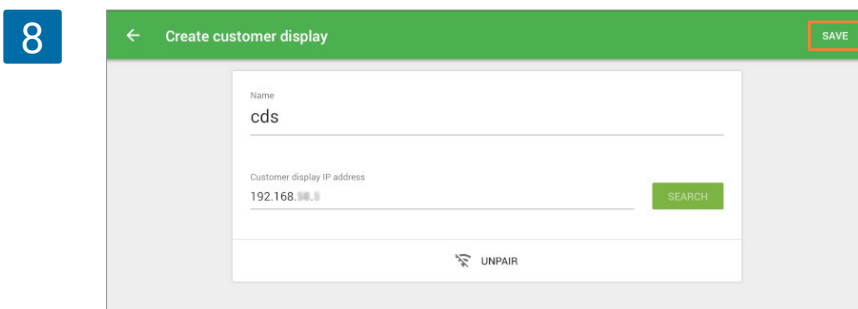 8
Create customer display
SAVE
Name
cds
Customer display IP address
192.168.
SEARCH
UNPAIR